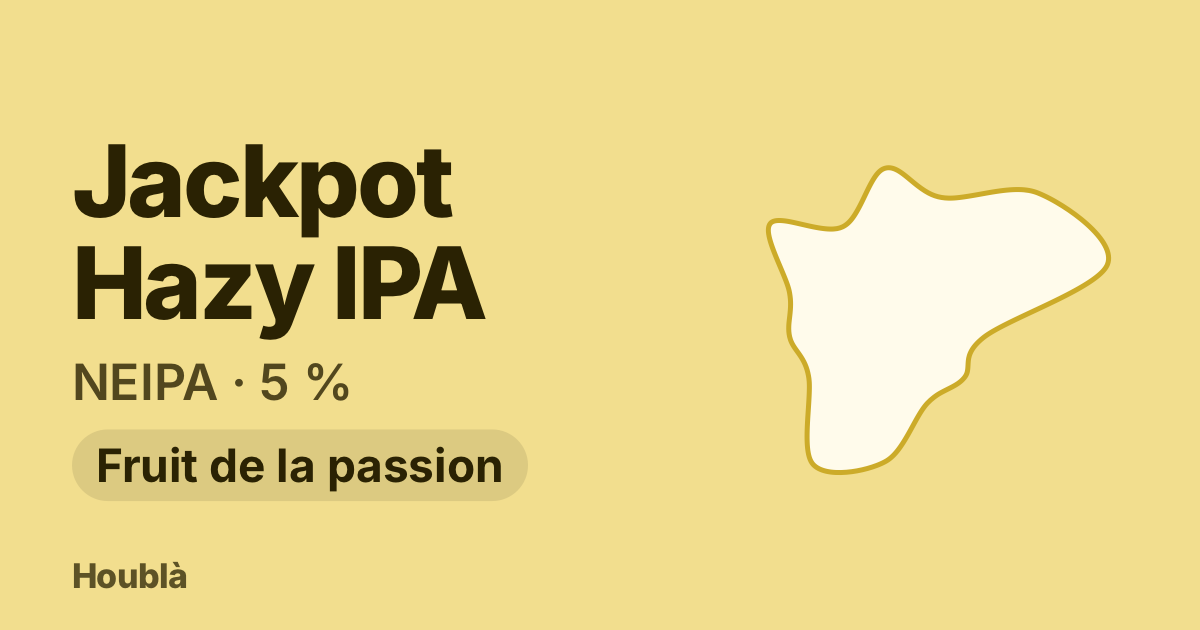 Jackpot
Hazy IPA
NEIPA · 5 %
Fruit de la passion
Houblà